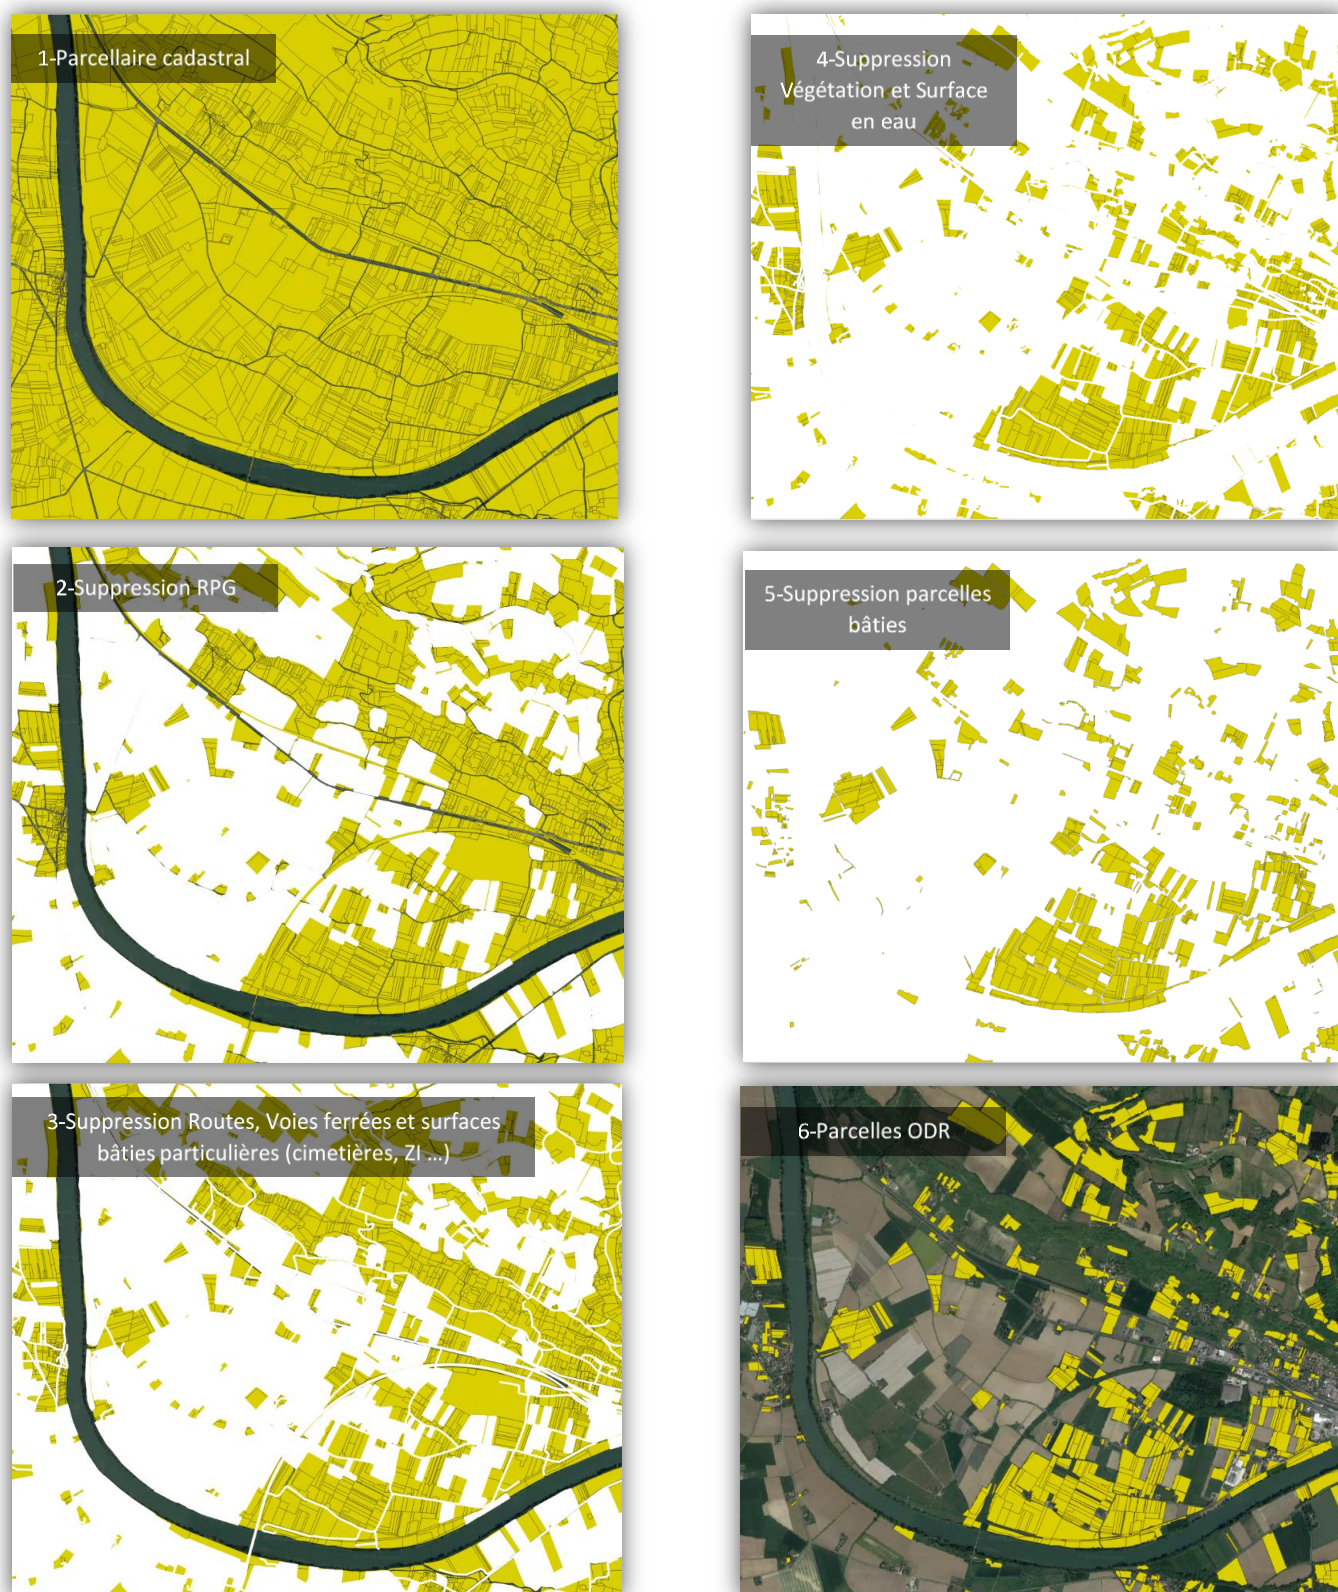 1-Parcellaire cadastral
2-Suppression RPG
3-Suppression Routes, Voies ferrées et surfaces
bâties particulières (cimetières, ZI ...)
4-Suppression
Végétation et Surface
en eau
5-Suppression parcelles
bâties
6-Parcelles ODR